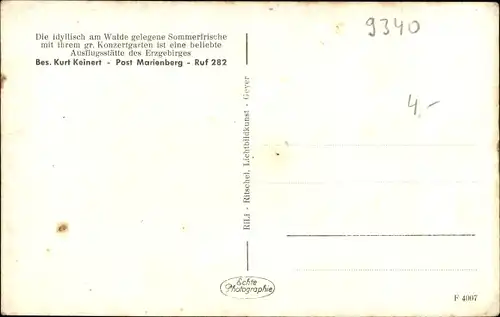 Die idyllisch am Walde gelegene Sommerfrische
mit ihrem gr. Konzertgarten ist eine beliebte
Ausflugsstätte des Erzgebirges
Bes. Kurt Keinert - Post Marienberg - Ruf 282
9340
4,-
RiLi - Ritschel, Lichtbildkunst - Geyer
Echte
Photographie
F 4007